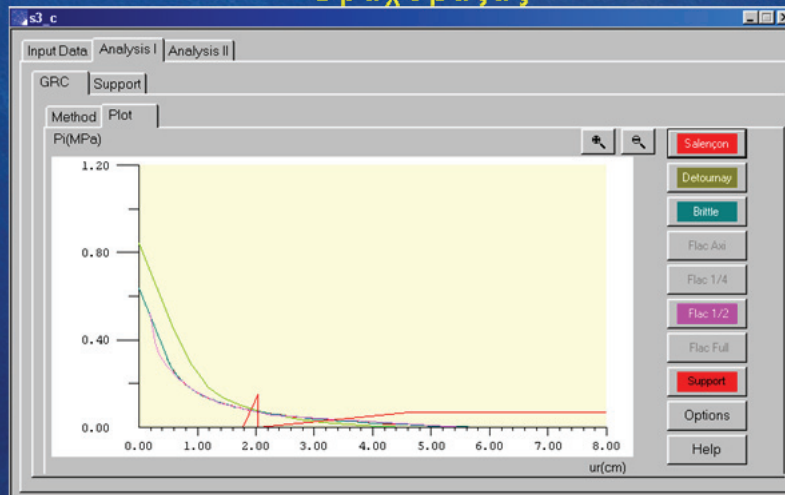 s3_c
Input Data Analysis I Analysis II
GRC Support
Method Plot
Pi(MPa)
1.20
0.80
0.40
0.00
0.00 1.00 2.00 3.00 4.00 5.00 6.00 7.00 8.00
ur(cm)
Salençon
Detournay
Brittle
Flac Axi
Flac 1/4
Flac 1/2
Flac Full
Support
Options
Help